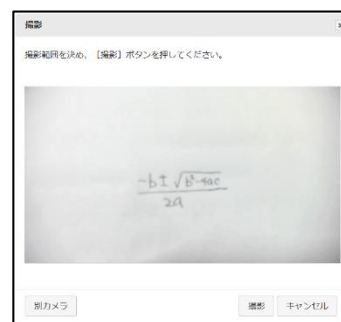 撮影
撮影範囲を決め、［撮影］ボタンを押してください。
-b ± √b²-4ac
2a
別カメラ
撮影
キャンセル